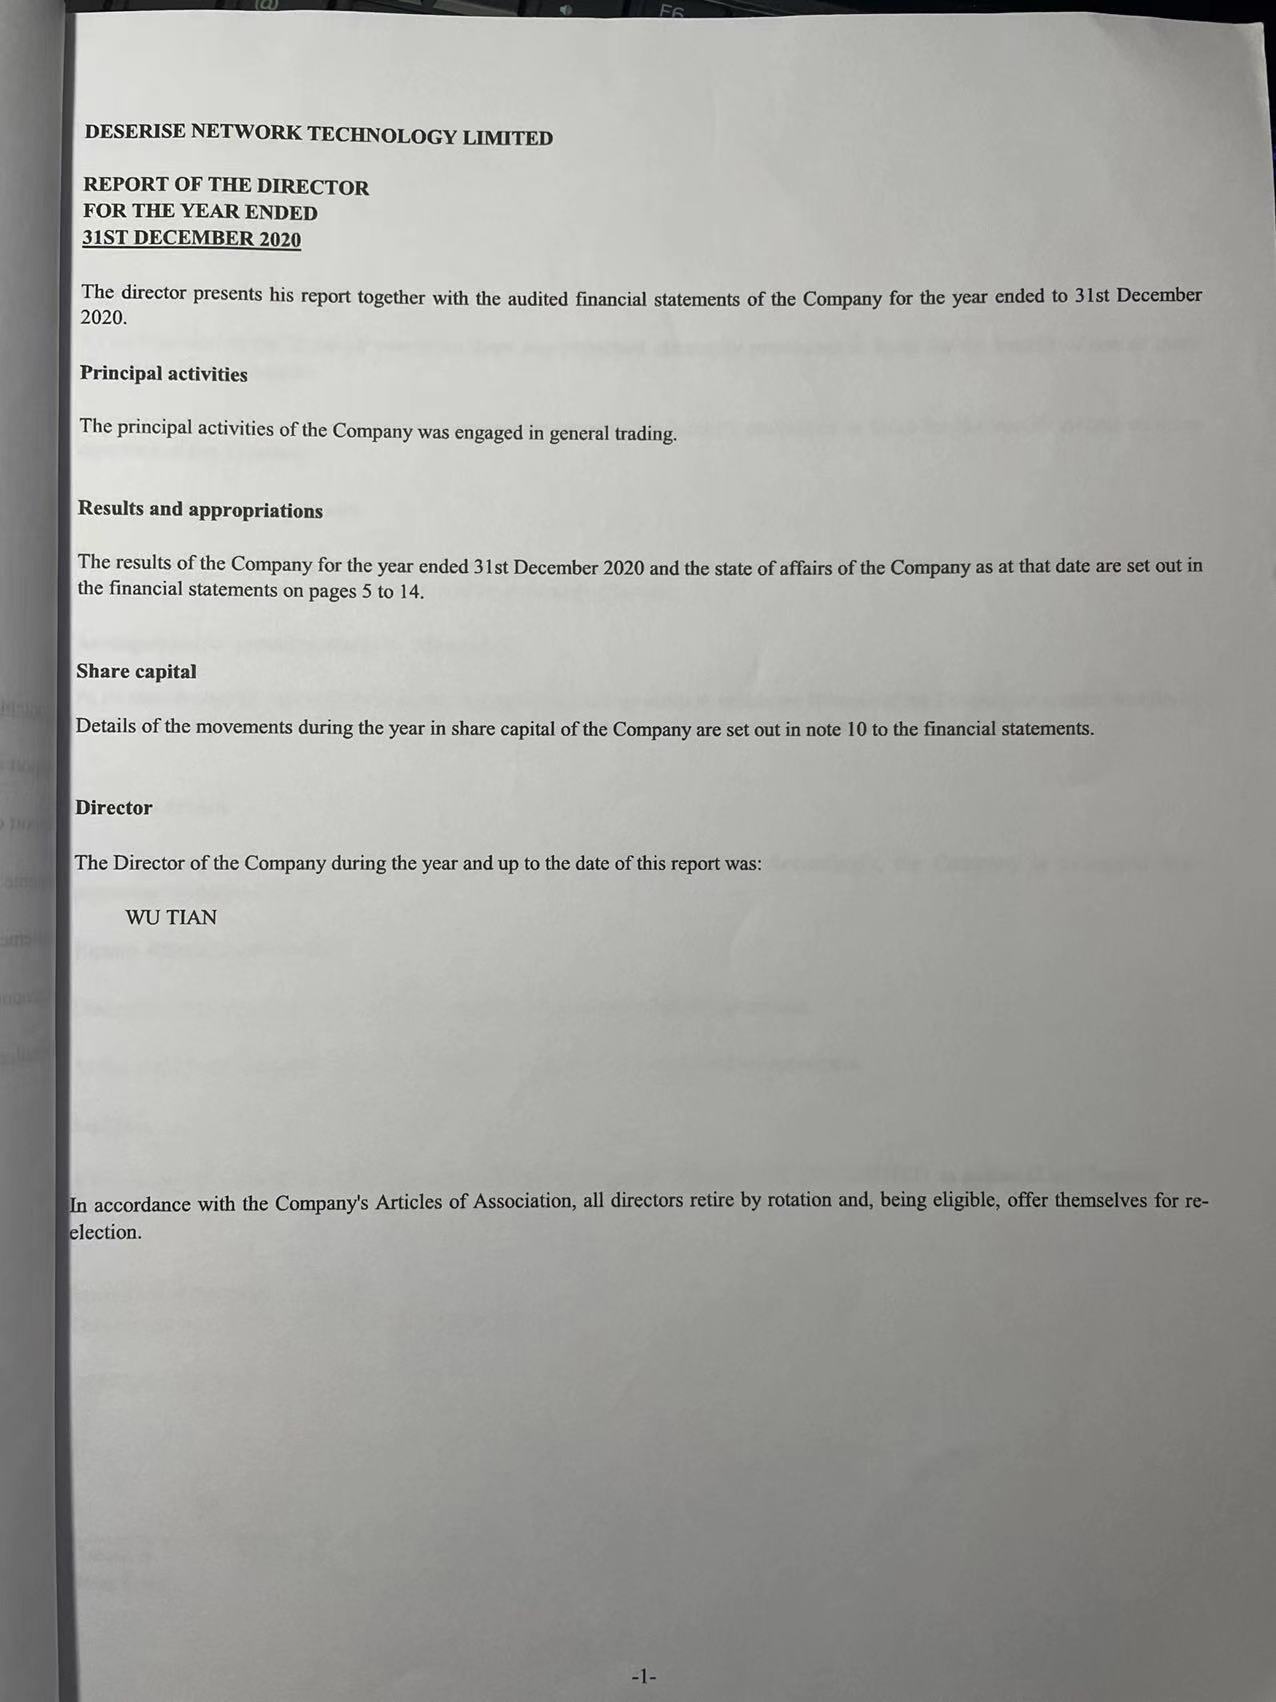 F6
DESERISE NETWORK TECHNOLOGY LIMITED
REPORT OF THE DIRECTOR
FOR THE YEAR ENDED
31ST DECEMBER 2020
The director presents his report together with the audited financial statements of the Company for the year ended to 31st December
2020.
Principal activities
The principal activities of the Company was engaged in general trading.
Results and appropriations
The results of the Company for the year ended 31st December 2020 and the state of affairs of the Company as at that date are set out in
the financial statements on pages 5 to 14.
Share capital
Details of the movements during the year in share capital of the Company are set out in note 10 to the financial statements.
Director
The Director of the Company during the year and up to the date of this report was:
WU TIAN
In accordance with the Company's Articles of Association, all directors retire by rotation and, being eligible, offer themselves for re-
election.
-1-